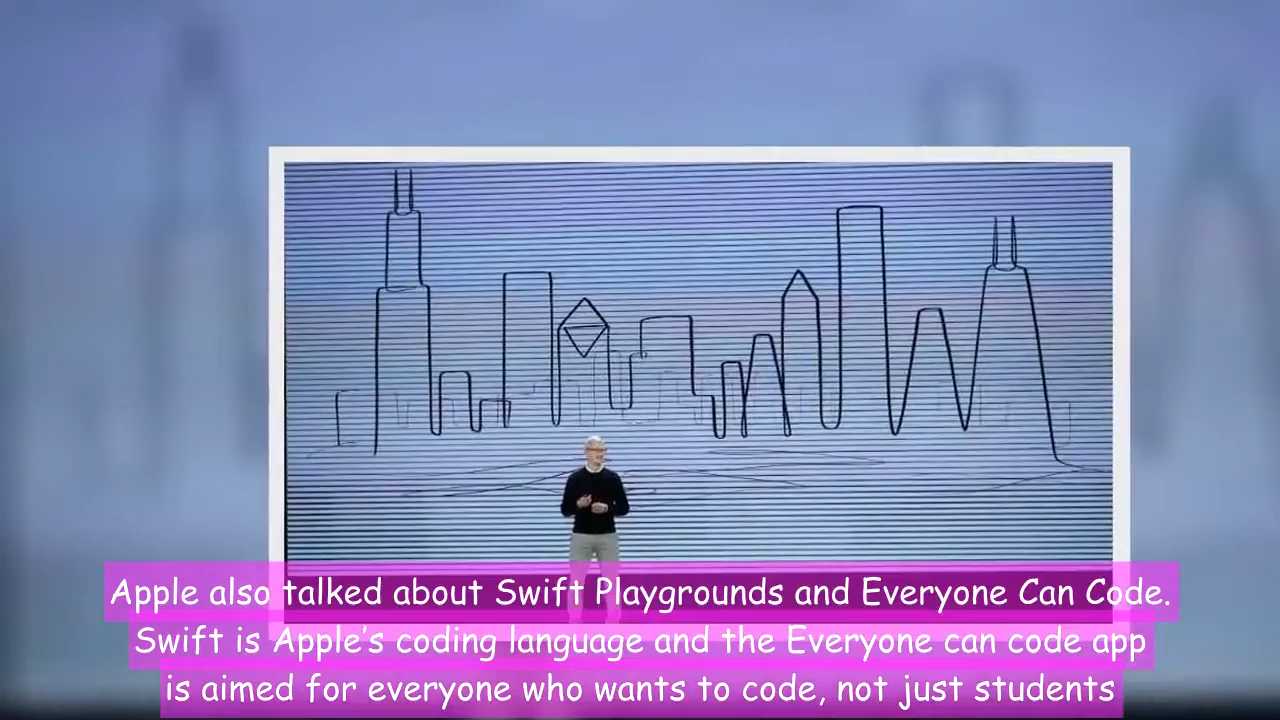 Apple also talked about Swift Playgrounds and Everyone Can Code.
Swift is Apple’s coding language and the Everyone can code app
is aimed for everyone who wants to code, not just students